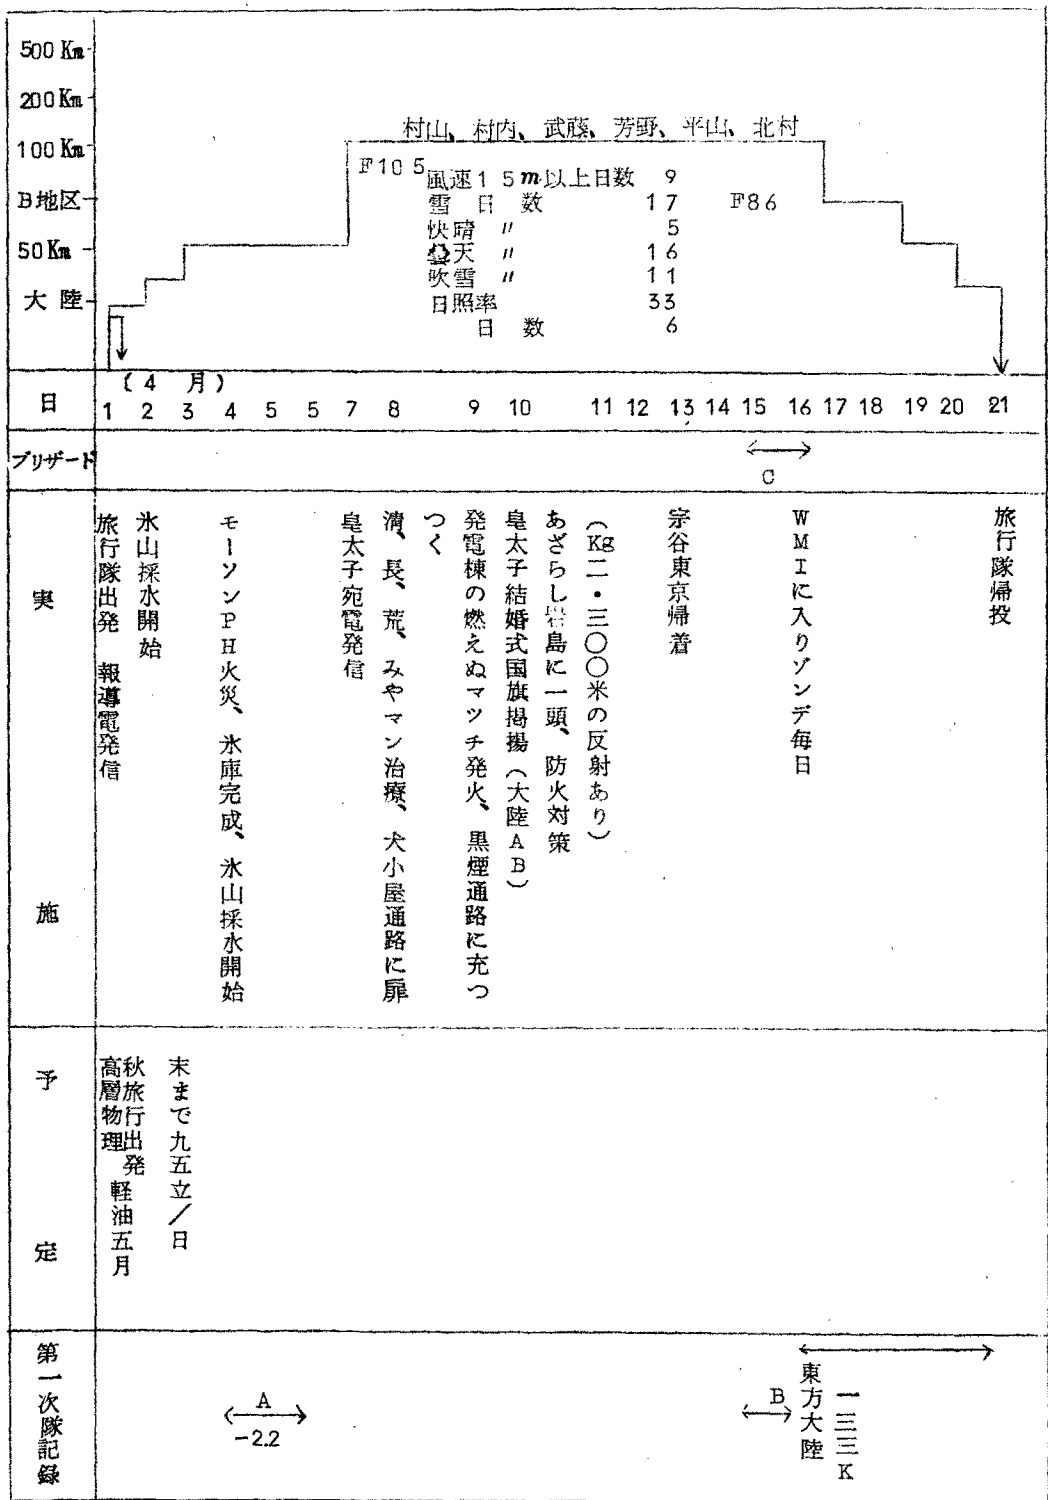 500Km
200Km
100Km
B地区
50Km
大陸
村山、村内、武藤、芳野、平山、北村
F105
風速15m以上日数 9
雪日数 17
F86
快晴 〃 5
曇天 〃 16
吹雪 〃 11
日照率 33
日数 6
(4月)
日 1 2 3 4 5 5 7 8 9 10 11 12 13 14 15 16 17 18 19 20 21
ブリザード
C
実施
旅行隊出発 報導電発信
氷山採水開始
モーソンPH火災、氷庫完成、氷山採水開始
皇太子宛電発信
清、長、荒、みやマン治療、犬小屋通路に扉
つく
発電棟の燃えぬマツチ発火、黒煙通路に充つ
皇太子結婚式国旗掲揚(大陸AB)
あざらし岩島に一頭、防火対策
(Kg二・三〇〇米の反射あり)
宗谷東京帰着
WMIに入りゾンデ毎日
旅行隊帰投
予定
高層物理 軽油五月
秋旅行出発
末まで九五立/日
第一次隊記録
A
-2.2
B
東方大陸
一三三K